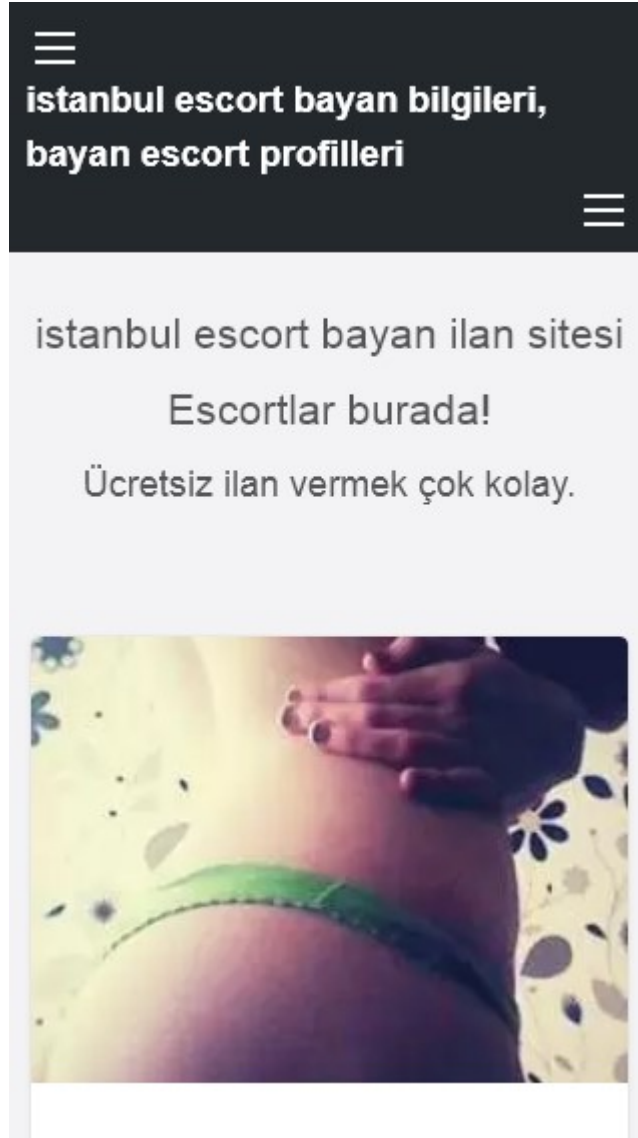 istanbul escort bayan bilgileri,
bayan escort profilleri
istanbul escort bayan ilan sitesi
Escortlar burada!
Ücretsiz ilan vermek çok kolay.